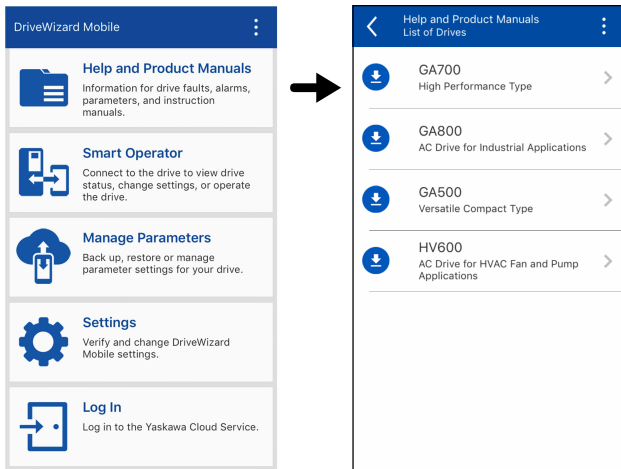 DriveWizard Mobile
Help and Product Manuals
Information for drive faults, alarms,
parameters, and instruction
manuals.
Smart Operator
Connect to the drive to view drive
status, change settings, or operate
the drive.
Manage Parameters
Back up, restore or manage
parameter settings for your drive.
Settings
Verify and change DriveWizard
Mobile settings.
Log In
Log in to the Yaskawa Cloud Service.
Help and Product Manuals
List of Drives
GA700
High Performance Type
GA800
AC Drive for Industrial Applications
GA500
Versatile Compact Type
HV600
AC Drive for HVAC Fan and Pump
Applications